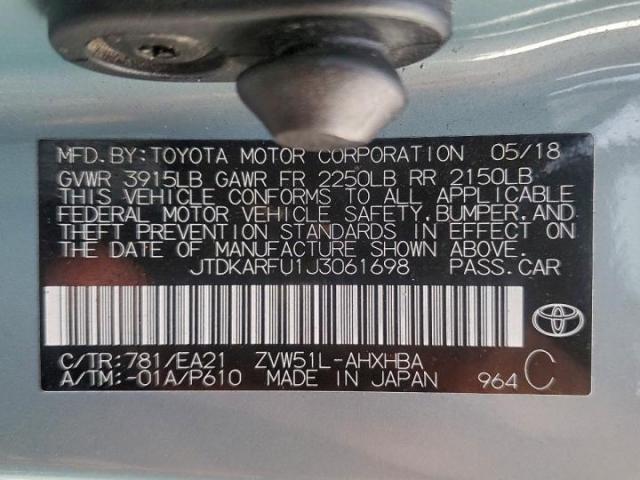 MFD.BY:TOYOTA MOTOR CORPORATION 05/18
GVWR 3915LB GAWR FR 2250LB RR 2150LB
THIS VEHICLE CONFORMS TO ALL APPLICABLE
FEDERAL MOTOR VEHICLE SAFETY,BUMPER,AND
THEFT PREVENTION STANDARDS IN EFFECT ON
THE DATE OF MANUFACTURE SHOWN ABOVE.
JTDKARFU1J3061698 PASS.CAR
C/TR:781/EA21 ZVW51L-AHXHBA
A/TM:-01A/P610 MADE IN JAPAN 964 C